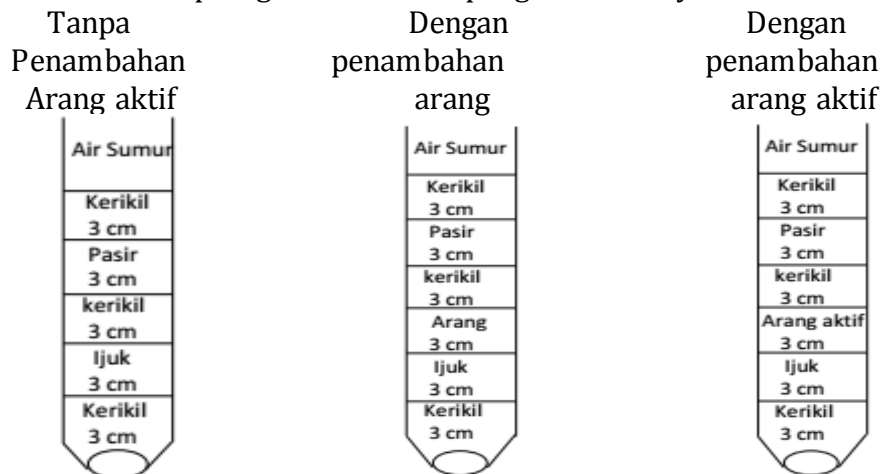 Tanpa
Penambahan
Arang aktif
Air Sumur
Kerikil
3 cm
Pasir
3 cm
kerikil
3 cm
Ijuk
3 cm
Kerikil
3 cm
Dengan
penambahan
arang
Air Sumur
Kerikil
3 cm
Pasir
3 cm
kerikil
3 cm
Arang
3 cm
Ijuk
3 cm
Kerikil
3 cm
Dengan
penambahan
arang aktif
Air Sumur
Kerikil
3 cm
Pasir
3 cm
kerikil
3 cm
Arang aktif
3 cm
Ijuk
3 cm
Kerikil
3 cm